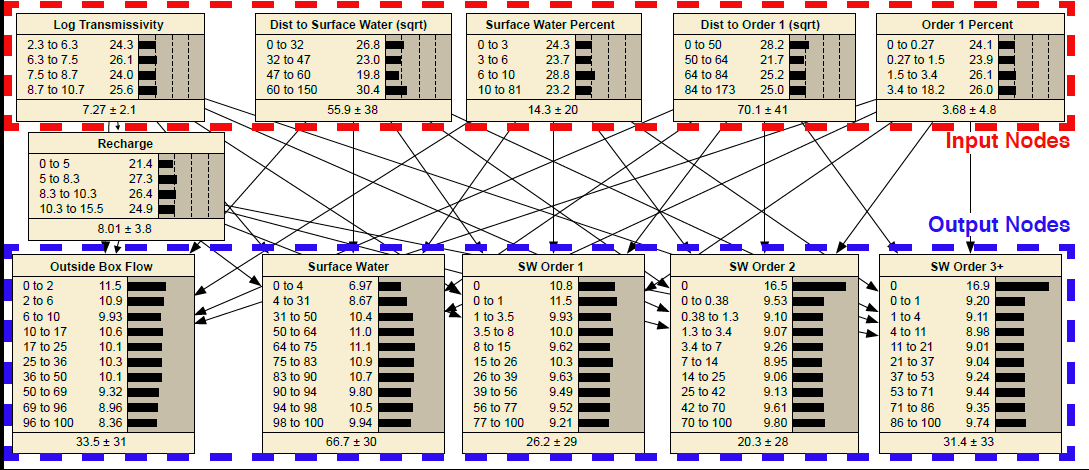 Log Transmissivity
2.3 to 6.3 24.3
6.3 to 7.5 26.1
7.5 to 8.7 24.0
8.7 to 10.7 25.6
7.27 ± 2.1
Dist to Surface Water (sqrt)
0 to 32 26.8
32 to 47 23.0
47 to 60 19.8
60 to 150 30.4
55.9 ± 38
Surface Water Percent
0 to 3 24.3
3 to 6 23.7
6 to 10 28.8
10 to 81 23.2
14.3 ± 20
Dist to Order 1 (sqrt)
0 to 50 28.2
50 to 64 21.7
64 to 84 25.2
84 to 173 25.0
70.1 ± 41
Order 1 Percent
0 to 0.27 24.1
0.27 to 1.5 23.9
1.5 to 3.4 26.1
3.4 to 18.2 26.0
3.68 ± 4.8
Input Nodes
Recharge
0 to 5 21.4
5 to 8.3 27.3
8.3 to 10.3 26.4
10.3 to 15.5 24.9
8.01 ± 3.8
Output Nodes
Outside Box Flow
0 to 2 11.5
2 to 6 10.9
6 to 10 9.93
10 to 17 10.6
17 to 25 10.1
25 to 36 10.3
36 to 50 10.1
50 to 69 9.32
69 to 96 8.96
96 to 100 8.36
33.5 ± 31
Surface Water
0 to 4 6.97
4 to 31 8.67
31 to 50 10.4
50 to 64 11.0
64 to 75 11.1
75 to 83 10.9
83 to 90 10.7
90 to 94 9.80
94 to 98 10.5
98 to 100 9.94
66.7 ± 30
SW Order 1
0 10.8
0 to 1 11.5
1 to 3.5 9.93
3.5 to 8 10.0
8 to 15 9.62
15 to 26 10.3
26 to 39 9.63
39 to 56 9.49
56 to 77 9.52
77 to 100 9.21
26.2 ± 29
SW Order 2
0 16.5
0 to 0.38 9.53
0.38 to 1.3 9.10
1.3 to 3.4 9.07
3.4 to 7 9.26
7 to 14 8.95
14 to 25 9.06
25 to 42 9.13
42 to 70 9.61
70 to 100 9.80
20.3 ± 28
SW Order 3+
0 16.9
0 to 1 9.20
1 to 4 9.11
4 to 11 8.98
11 to 21 9.01
21 to 37 9.04
37 to 53 9.24
53 to 71 9.44
71 to 86 9.35
86 to 100 9.74
31.4 ± 33